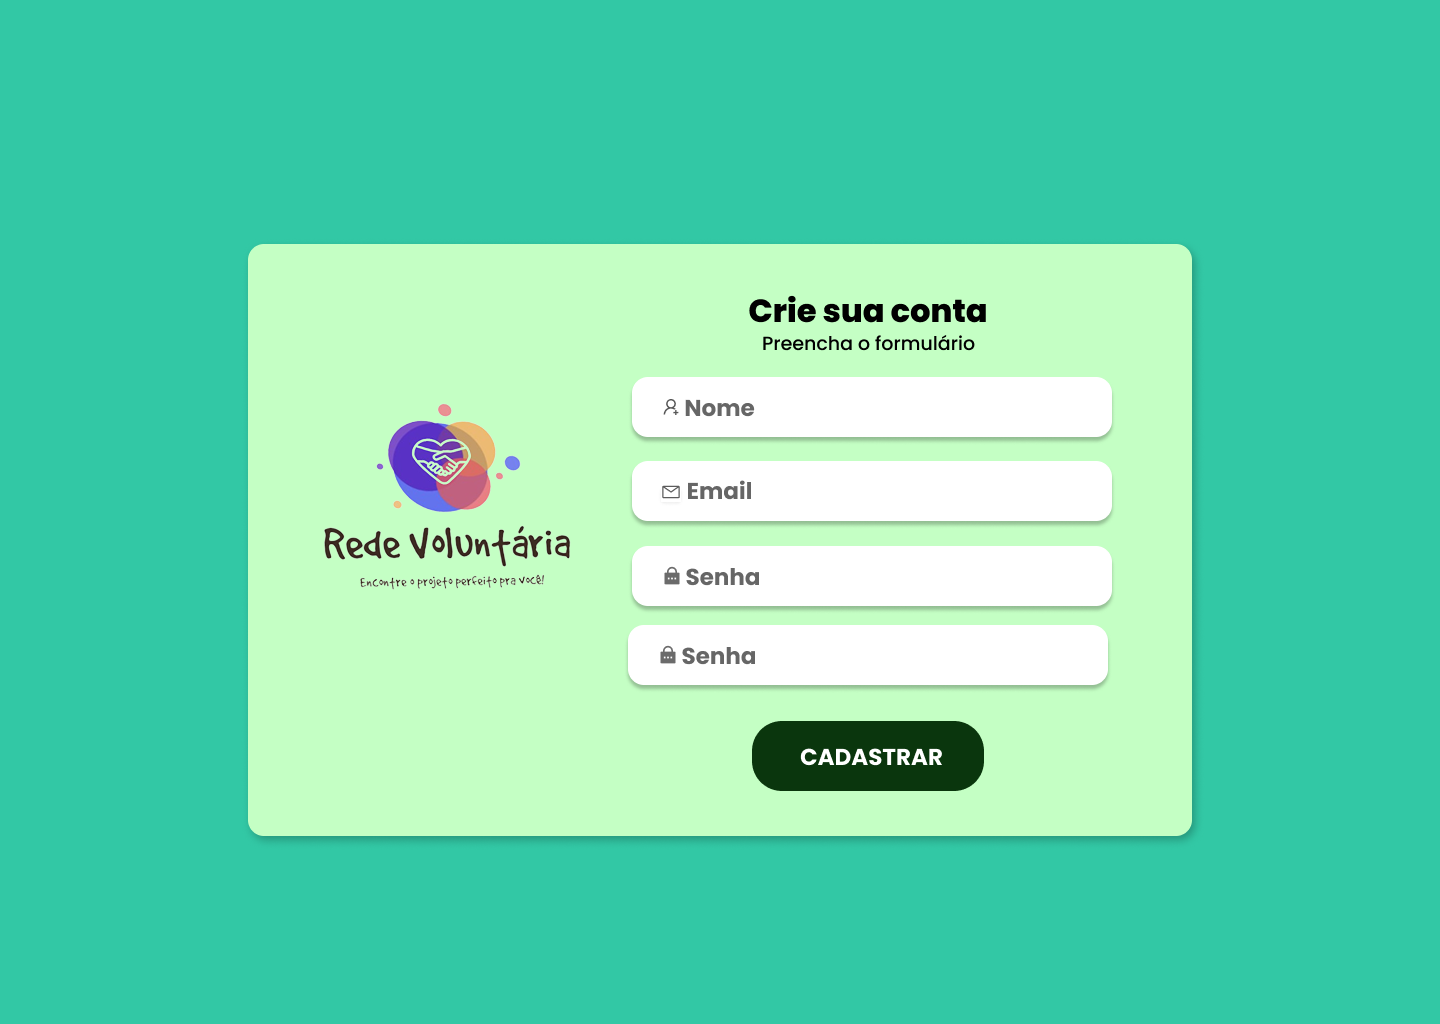 Crie sua conta
Preencha o formulário
Nome
Email
Senha
Senha
CADASTRAR
Rede Voluntária
Encontre o projeto perfeito pra você!